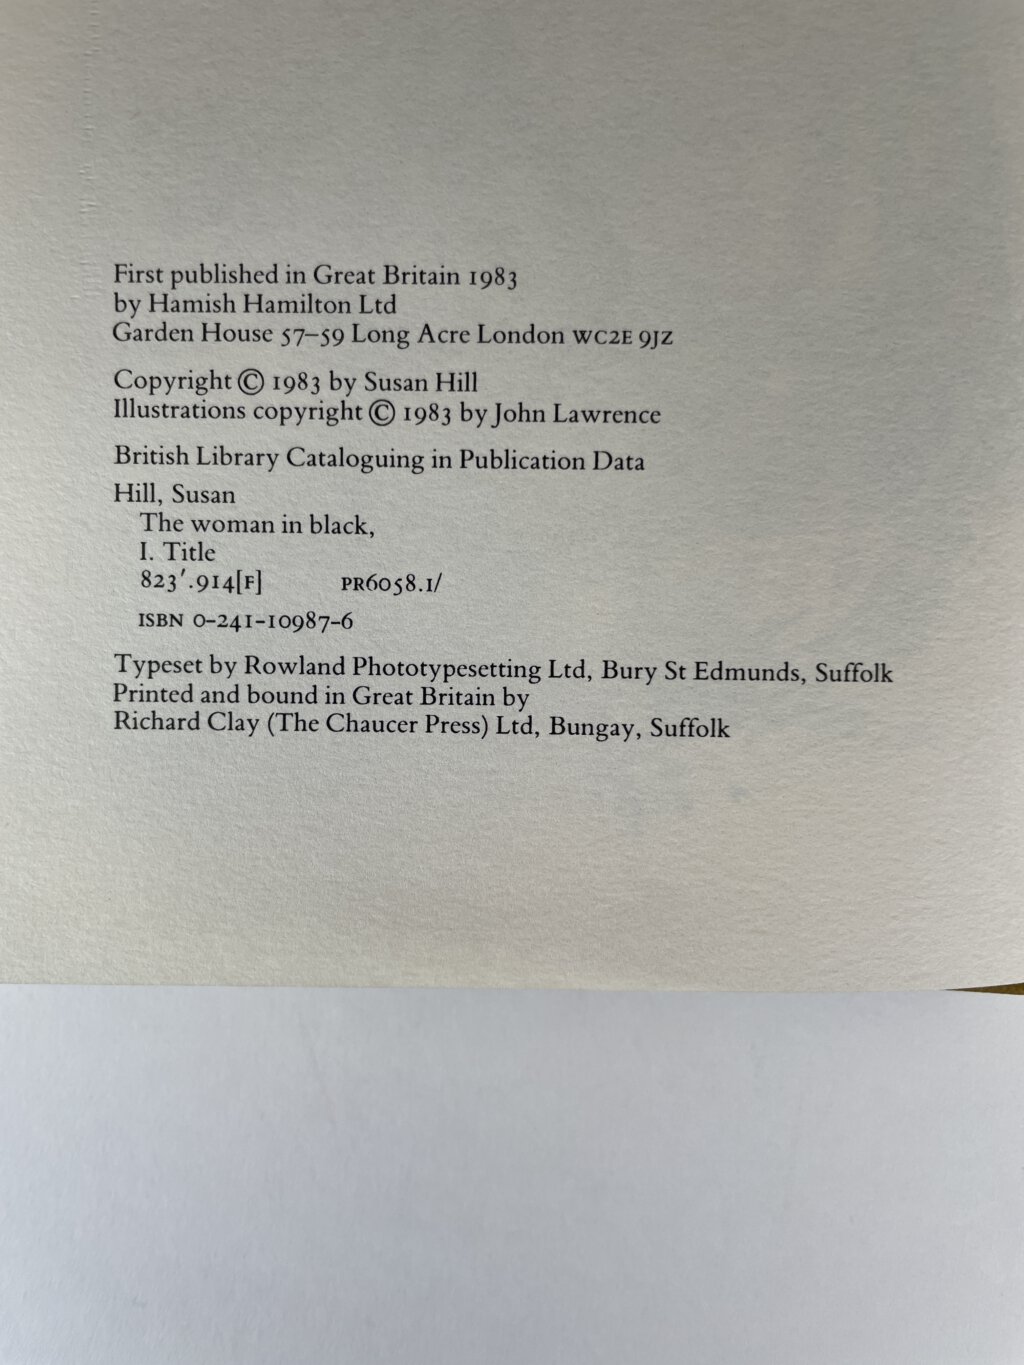 First published in Great Britain 1983
by Hamish Hamilton Ltd
Garden House 57–59 Long Acre London WC2E 9JZ
Copyright © 1983 by Susan Hill
Illustrations copyright © 1983 by John Lawrence
British Library Cataloguing in Publication Data
Hill, Susan
The woman in black,
I. Title
823′.914[F] PR6058.1/
ISBN 0–241–10987–6
Typeset by Rowland Phototypesetting Ltd, Bury St Edmunds, Suffolk
Printed and bound in Great Britain by
Richard Clay (The Chaucer Press) Ltd, Bungay, Suffolk